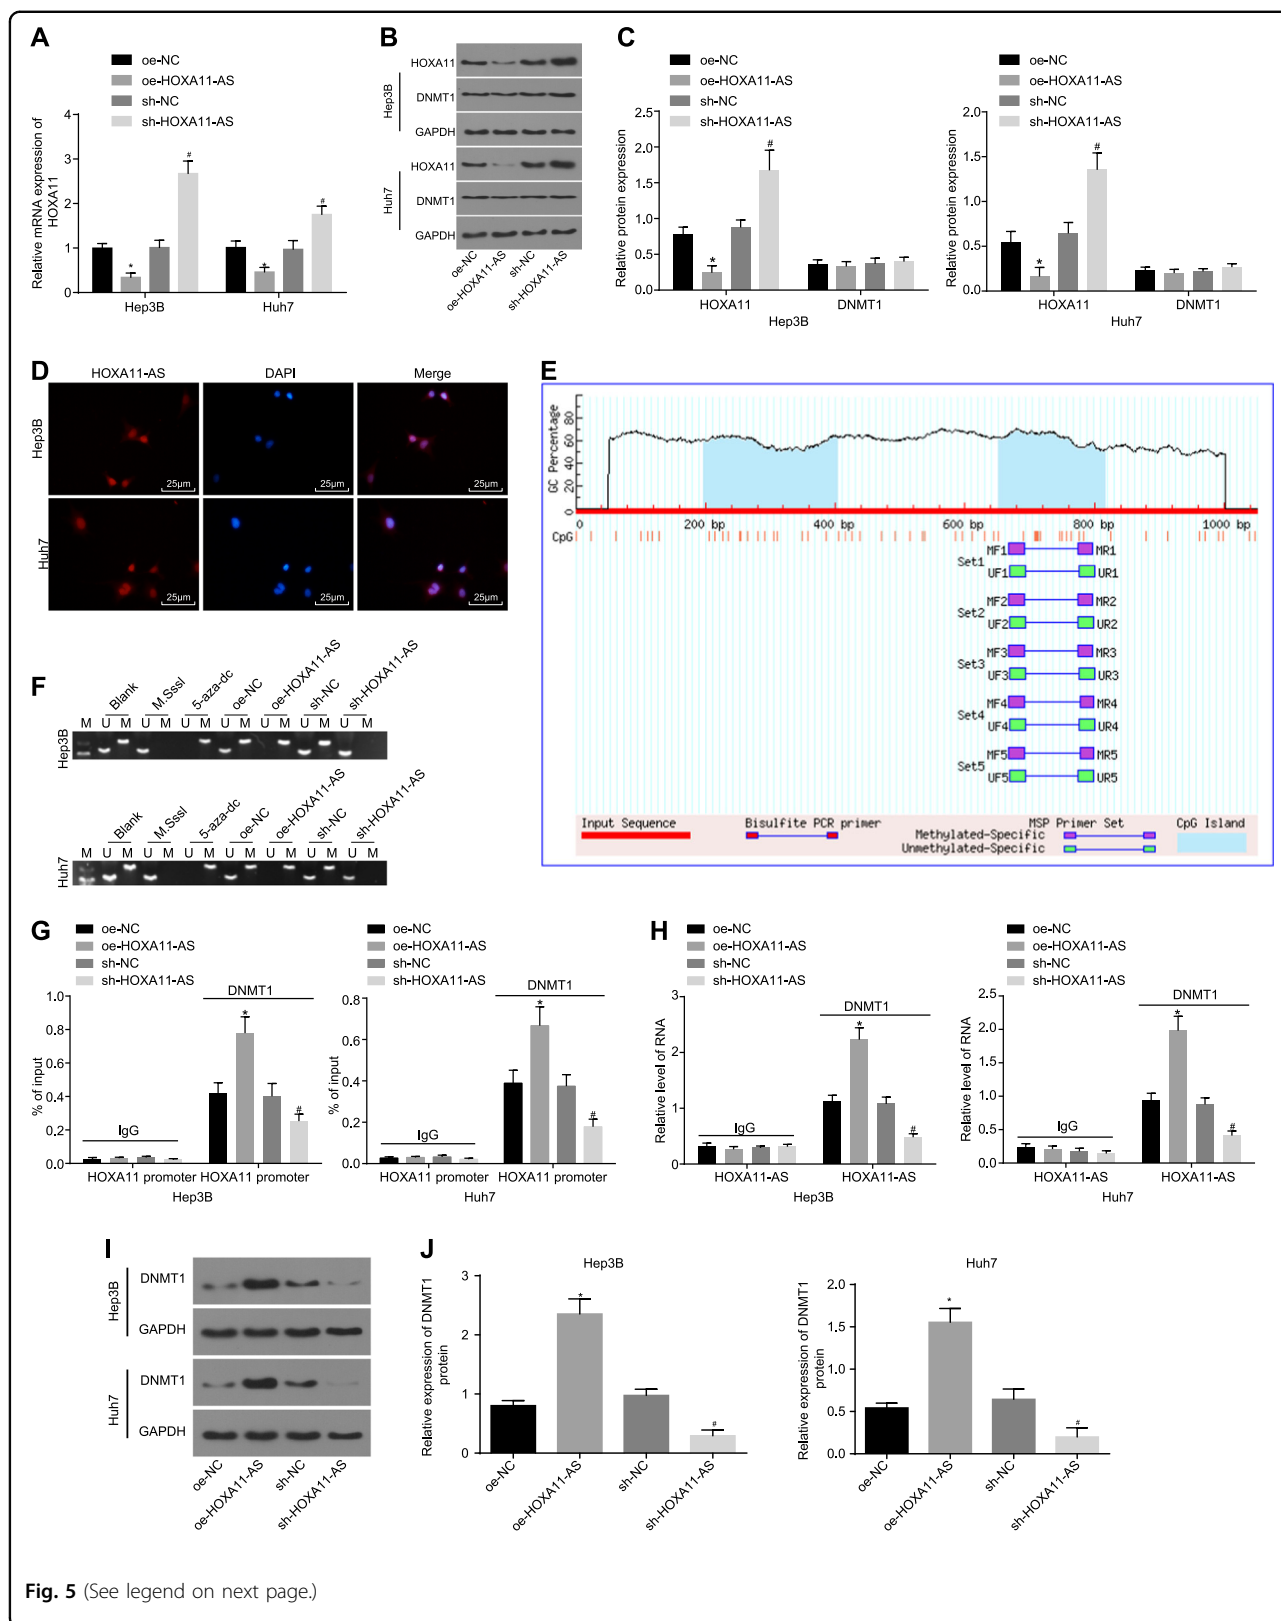 A
oe-NC
oe-HOXA11-AS
sh-NC
sh-HOXA11-AS
Relative mRNA expression of
HOXA11
4
3
2
1
0
*
#
*
#
Hep3B
Huh7
B
Hep3B
HOXA11
DNMT1
GAPDH
Huh7
HOXA11
DNMT1
GAPDH
oe-NC
oe-HOXA11-AS
sh-NC
sh-HOXA11-AS
C
oe-NC
oe-HOXA11-AS
sh-NC
sh-HOXA11-AS
Relative protein expression
2.5
2.0
1.5
1.0
0.5
0.0
*
#
HOXA11
DNMT1
Hep3B
oe-NC
oe-HOXA11-AS
sh-NC
sh-HOXA11-AS
Relative protein expression
2.0
1.5
1.0
0.5
0.0
*
#
HOXA11
DNMT1
Huh7
D
HOXA11-AS
DAPI
Merge
Hep3B
25μm
25μm
25μm
Huh7
25μm
25μm
25μm
E
GC Percentage
100
80
60
40
20
0
0
200 bp
400 bp
600 bp
800 bp
1000 bp
CpG
Set1
MF1
MR1
UF1
UR1
Set2
MF2
MR2
UF2
UR2
Set3
MF3
MR3
UF3
UR3
Set4
MF4
MR4
UF4
UR4
Set5
MF5
MR5
UF5
UR5
Input Sequence
Bisulfite PCR primer
MSP Primer Set
Methylated-Specific
Unmethylated-Specific
CpG Island
F
Blank
M.SssI
5-aza-dc
oe-NC
oe-HOXA11-AS
sh-NC
sh-HOXA11-AS
M U M U M U M U M U M U M U M
Hep3B
Blank
M.SssI
5-aza-dc
oe-NC
oe-HOXA11-AS
sh-NC
sh-HOXA11-AS
M U M U M U M U M U M U M U M
Huh7
G
oe-NC
oe-HOXA11-AS
sh-NC
sh-HOXA11-AS
% of input
1.0
0.8
0.6
0.4
0.2
0.0
IgG
DNMT1
*
#
HOXA11 promoter
HOXA11 promoter
Hep3B
oe-NC
oe-HOXA11-AS
sh-NC
sh-HOXA11-AS
% of input
0.8
0.6
0.4
0.2
0.0
IgG
DNMT1
*
#
HOXA11 promoter
HOXA11 promoter
Huh7
H
oe-NC
oe-HOXA11-AS
sh-NC
sh-HOXA11-AS
Relative level of RNA
3
2
1
0
IgG
DNMT1
*
#
HOXA11-AS
HOXA11-AS
Hep3B
oe-NC
oe-HOXA11-AS
sh-NC
sh-HOXA11-AS
Relative level of RNA
2.5
2.0
1.5
1.0
0.5
0.0
IgG
DNMT1
*
#
HOXA11-AS
HOXA11-AS
Huh7
I
Hep3B
DNMT1
GAPDH
Huh7
DNMT1
GAPDH
oe-NC
oe-HOXA11-AS
sh-NC
sh-HOXA11-AS
J
Hep3B
Relative expression of DNMT1
protein
3
2
1
0
*
#
oe-NC
oe-HOXA11-AS
sh-NC
sh-HOXA11-AS
Huh7
Relative expression of DNMT1
protein
2.0
1.5
1.0
0.5
0.0
*
#
oe-NC
oe-HOXA11-AS
sh-NC
sh-HOXA11-AS
Fig. 5 (See legend on next page.)